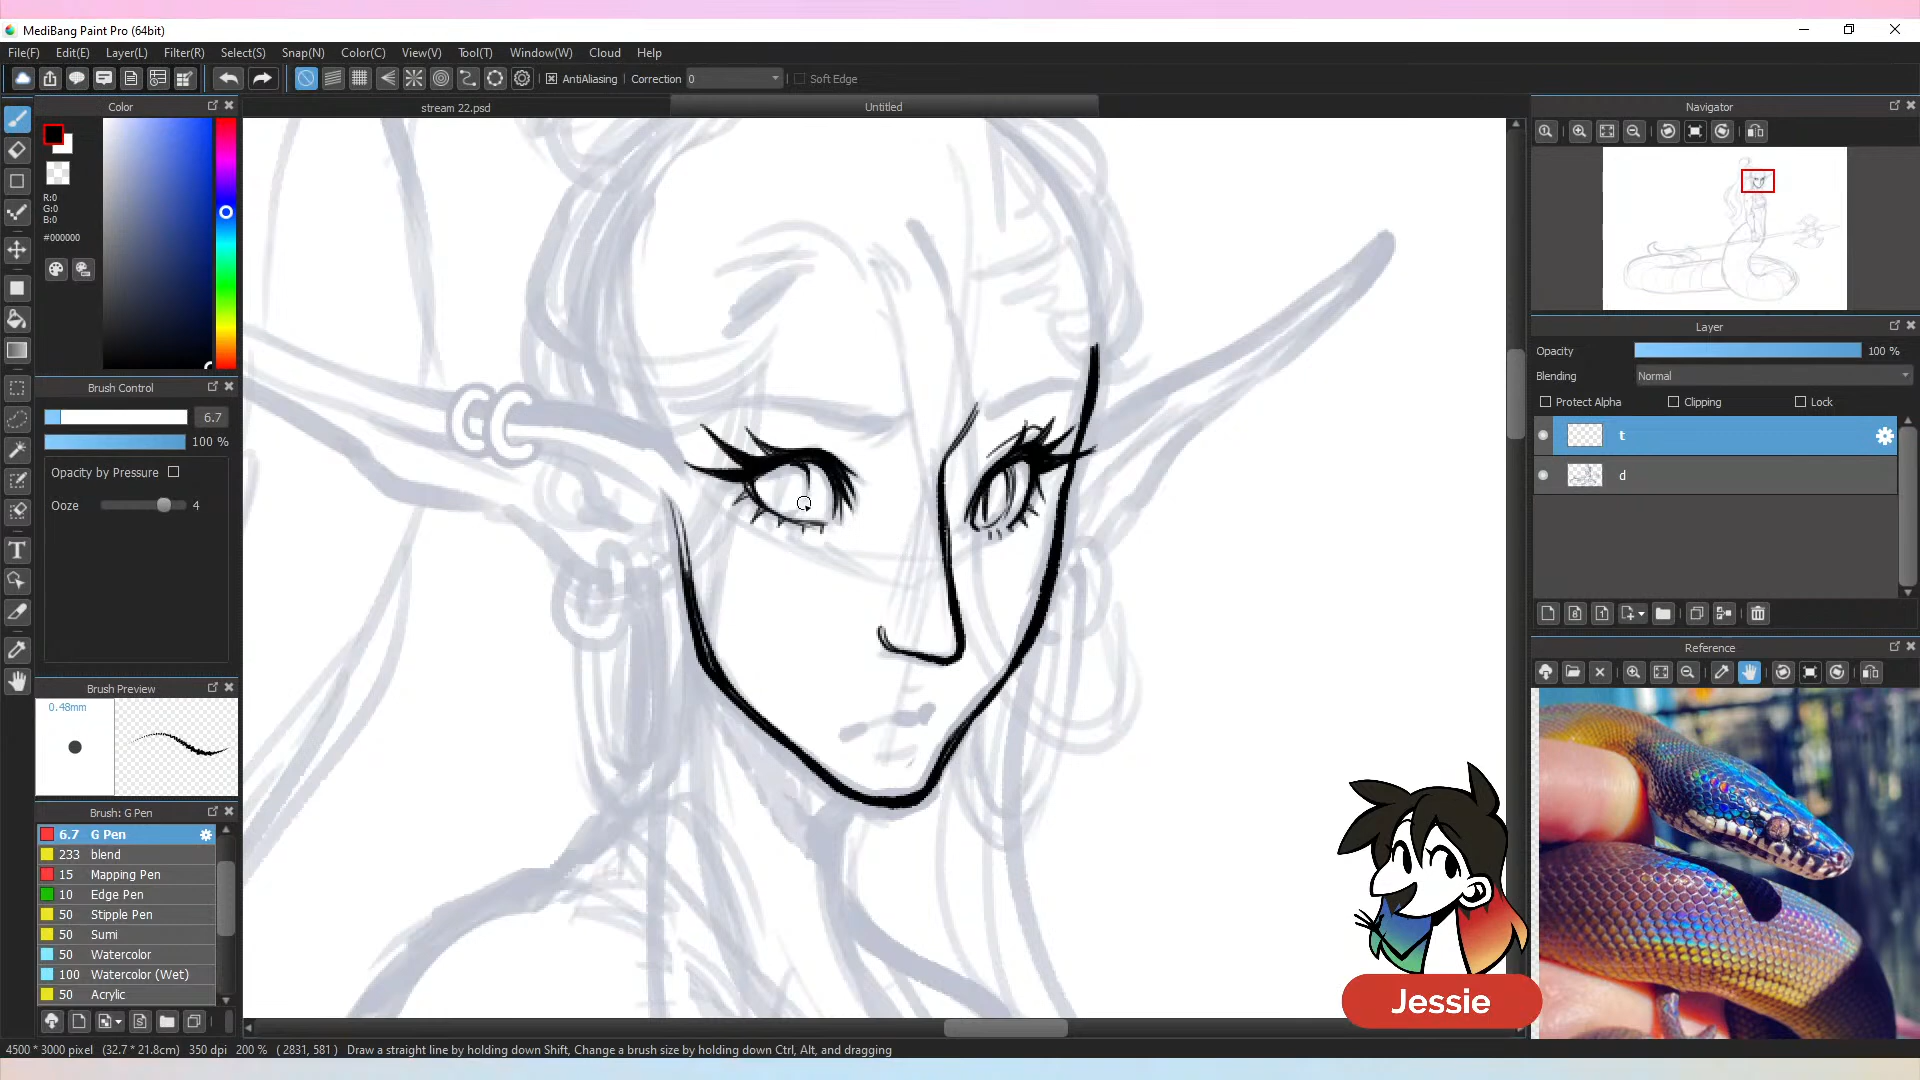 MediBang Paint Pro (64bit)
File(F) Edit(E) Layer(L) Filter(R) Select(S) Snap(N) Color(C) View(V) Tool(T) Window(W) Cloud Help
AntiAliasing Correction 0 Soft Edge
Color
stream 22.psd
Untitled
Navigator
R:0
G:0
B:0
#000000
Brush Control
6.7
100 %
Opacity by Pressure
Ooze 4
Brush Preview
0.48mm
Brush: G Pen
6.7 G Pen
233 blend
15 Mapping Pen
10 Edge Pen
50 Stipple Pen
50 Sumi
50 Watercolor
100 Watercolor (Wet)
50 Acrylic
Layer
Opacity 100 %
Blending Normal
Protect Alpha Clipping Lock
t
d
Reference
Jessie
4500 * 3000 pixel (32.7 * 21.8cm) 350 dpi 200 % ( 2831, 581 ) Draw a straight line by holding down Shift, Change a brush size by holding down Ctrl, Alt, and dragging